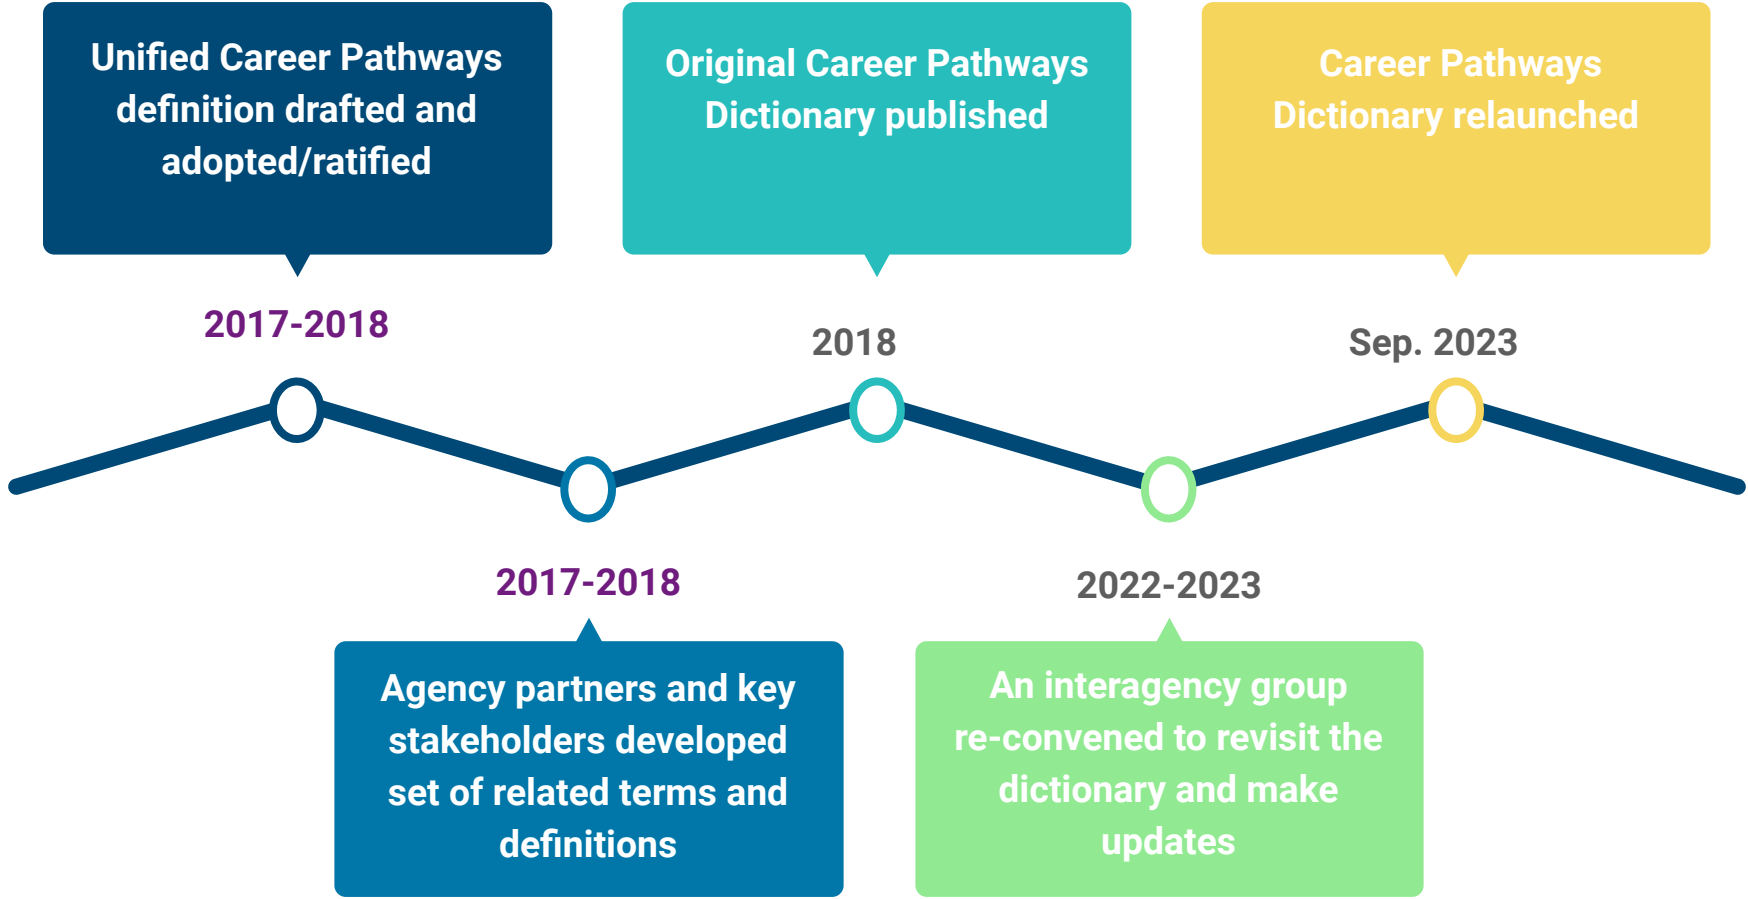 Unified Career Pathways
definition drafted and
adopted/ratified
2017-2018
2017-2018
Agency partners and key
stakeholders developed
set of related terms and
definitions
Original Career Pathways
Dictionary published
2018
2022-2023
An interagency group
re-convened to revisit the
dictionary and make
updates
Career Pathways
Dictionary relaunched
Sep. 2023